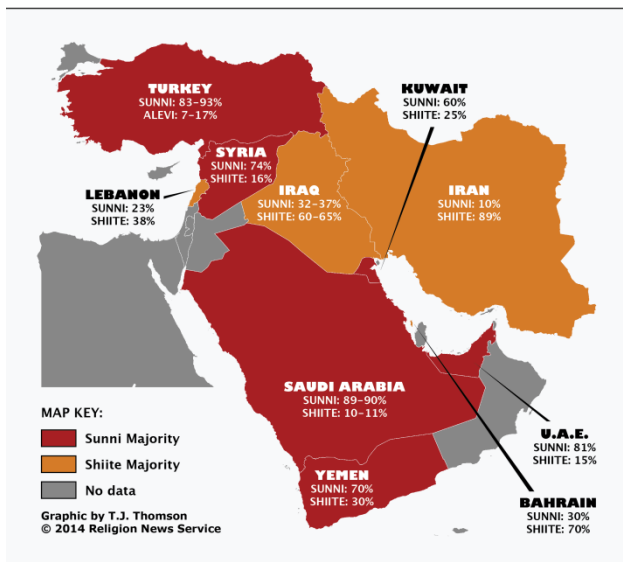 TURKEY
SUNNI: 83-93%
ALEVI: 7-17%
KUWAIT
SUNNI: 60%
SHIITE: 25%
SYRIA
SUNNI: 74%
SHIITE: 16%
LEBANON
SUNNI: 23%
SHIITE: 38%
IRAQ
SUNNI: 32-37%
SHIITE: 60-65%
IRAN
SUNNI: 10%
SHIITE: 89%
SAUDI ARABIA
SUNNI: 89-90%
SHIITE: 10-11%
U.A.E.
SUNNI: 81%
SHIITE: 15%
YEMEN
SUNNI: 70%
SHIITE: 30%
BAHRAIN
SUNNI: 30%
SHIITE: 70%
MAP KEY:
Sunni Majority
Shiite Majority
No data
Graphic by T.J. Thomson
© 2014 Religion News Service